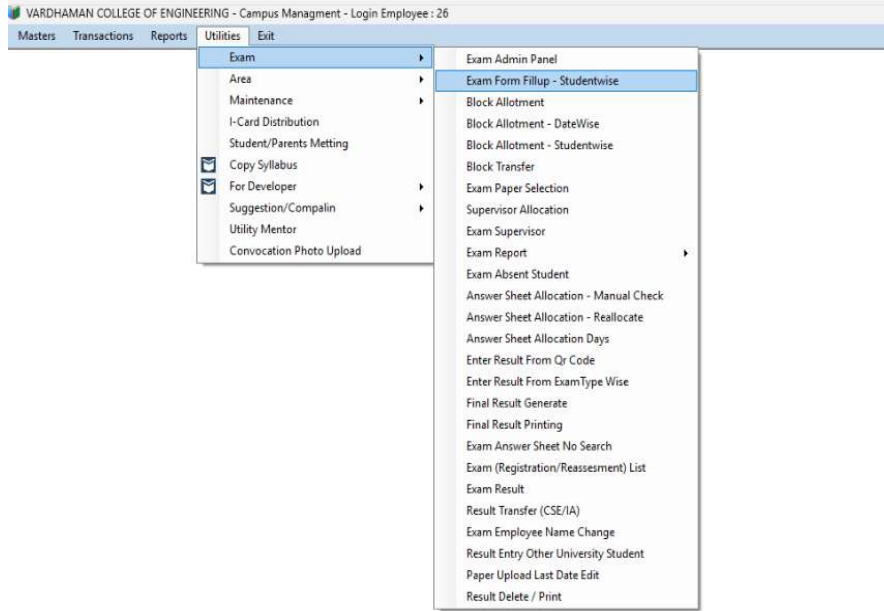 VARDHAMAN COLLEGE OF ENGINEERING - Campus Managment - Login Employee : 26
Masters Transactions Reports Utilities Exit
Exam
Area
Maintenance
I-Card Distribution
Student/Parents Metting
Copy Syllabus
For Developer
Suggestion/Compalin
Utility Mentor
Convocation Photo Upload
Exam Admin Panel
Exam Form Fillup - Studentwise
Block Allotment
Block Allotment - DateWise
Block Allotment - Studentwise
Block Transfer
Exam Paper Selection
Supervisor Allocation
Exam Supervisor
Exam Report
Exam Absent Student
Answer Sheet Allocation - Manual Check
Answer Sheet Allocation - Reallocate
Answer Sheet Allocation Days
Enter Result From Qr Code
Enter Result From ExamType Wise
Final Result Generate
Final Result Printing
Exam Answer Sheet No Search
Exam (Registration/Reassesment) List
Exam Result
Result Transfer (CSE/IA)
Exam Employee Name Change
Result Entry Other University Student
Paper Upload Last Date Edit
Result Delete / Print